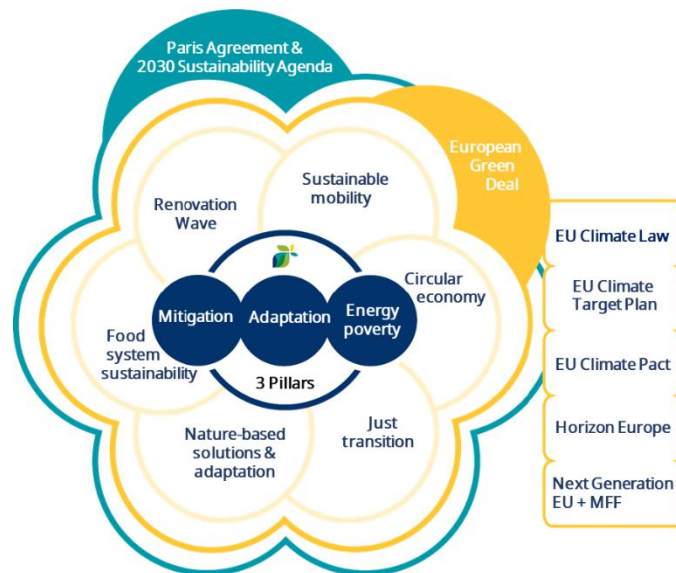 Paris Agreement &
2030 Sustainability Agenda
European
Green
Deal
Renovation
Wave
Sustainable
mobility
Circular
economy
Mitigation
Adaptation
Energy
poverty
3 Pillars
Food
system
sustainability
Nature-based
solutions &
adaptation
Just
transition
EU Climate Law
EU Climate
Target Plan
EU Climate Pact
Horizon Europe
Next Generation
EU + MFF